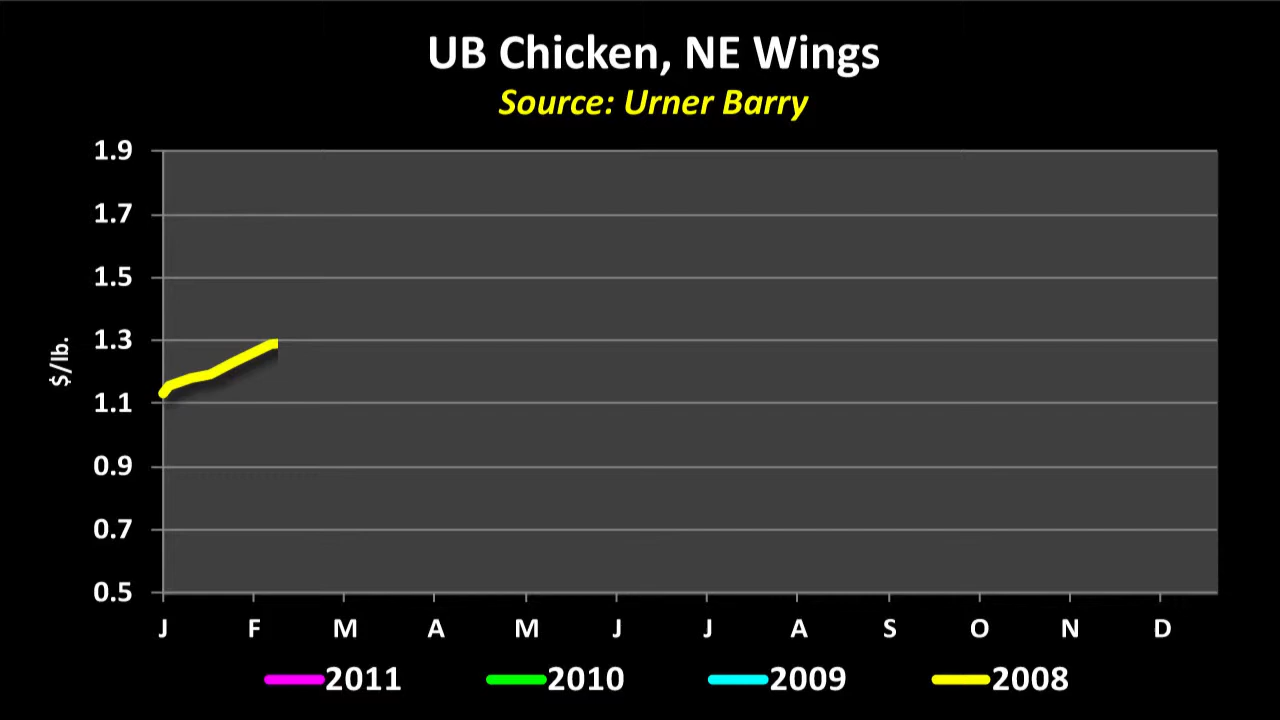 UB Chicken, NE Wings
Source: Urner Barry
1.9
1.7
1.5
1.3
$/lb.
1.1
0.9
0.7
0.5
J F M A M J J A S O N D
2011 2010 2009 2008